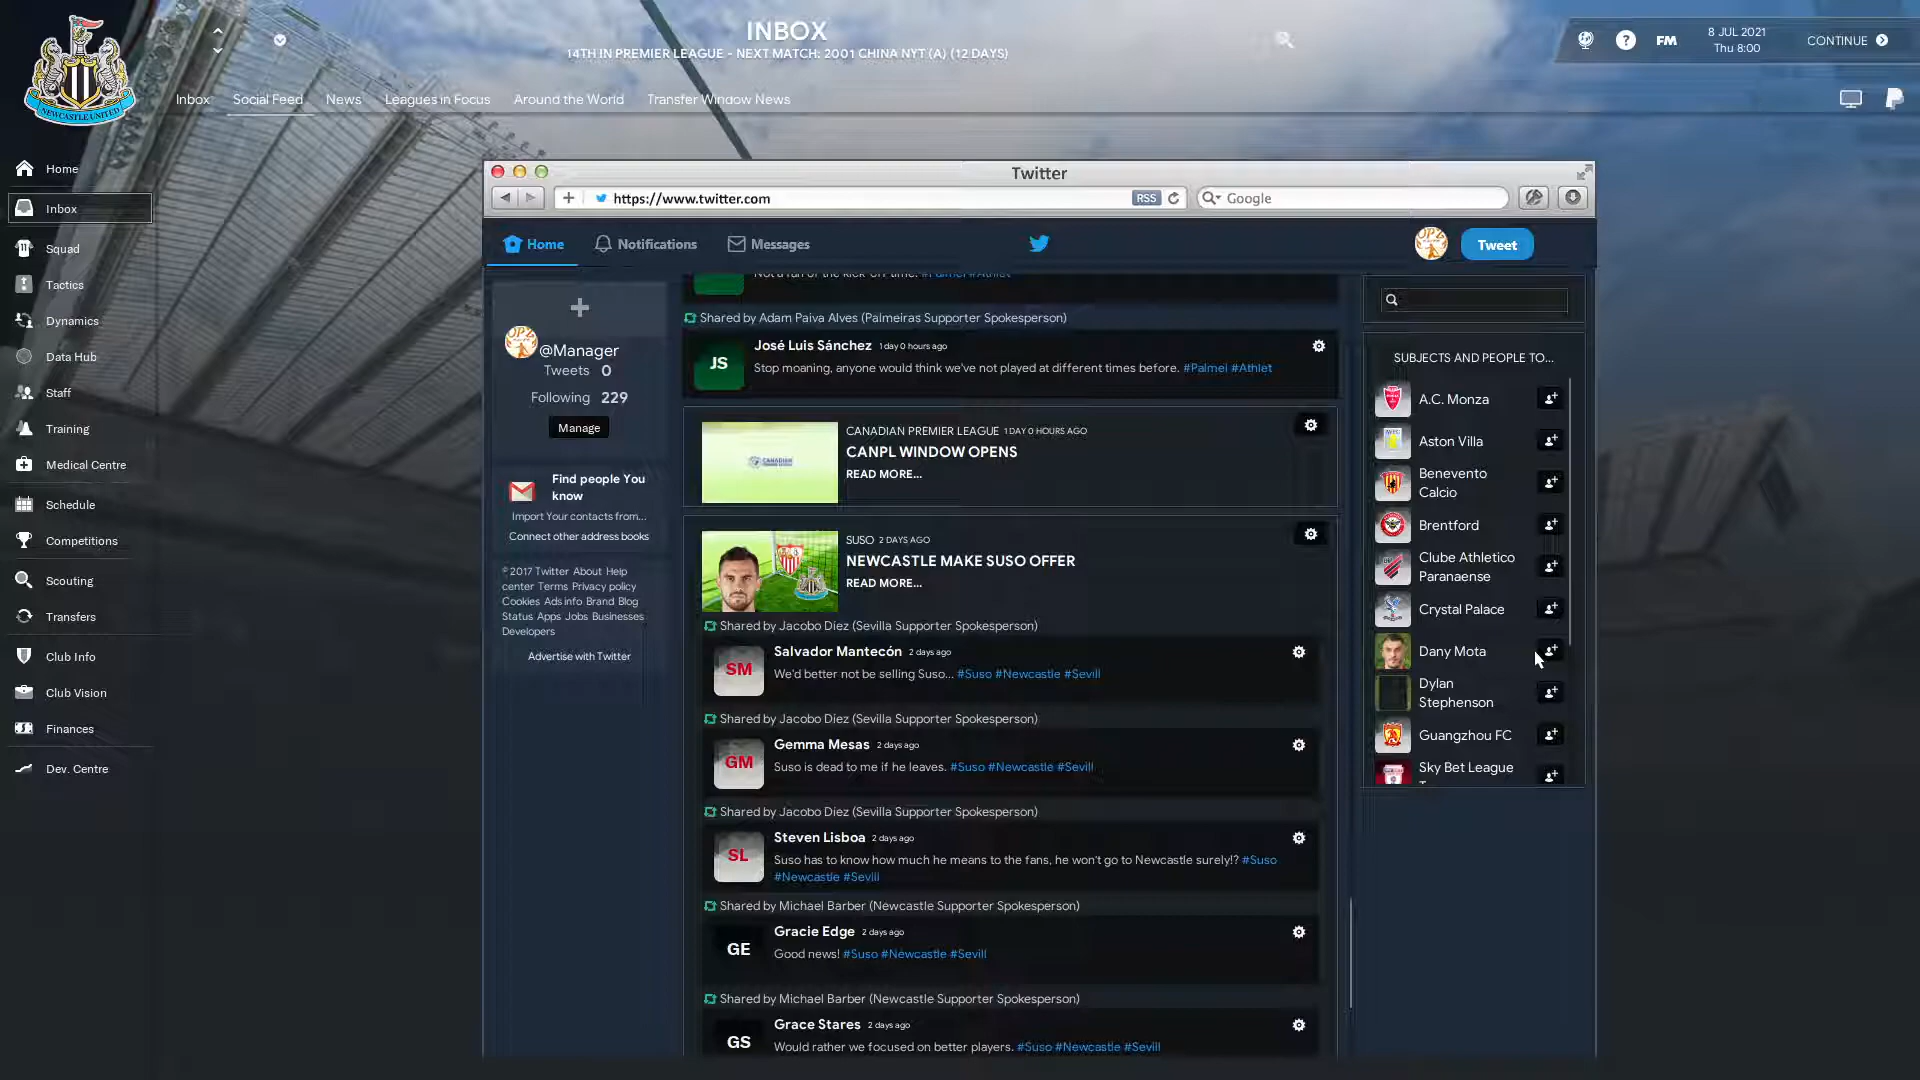 INBOX
14TH IN PREMIER LEAGUE - NEXT MATCH: 2001 CHINA NYT (A) (12 DAYS)
FM
8 JUL 2021
Thu 8:00
CONTINUE
NEWCASTLE UNITED
Inbox
Social Feed
News
Leagues in Focus
Around the World
Transfer Window News
Home
Inbox
Squad
Tactics
Dynamics
Data Hub
Staff
Training
Medical Centre
Schedule
Competitions
Scouting
Transfers
Club Info
Club Vision
Finances
Dev. Centre
Twitter
https://www.twitter.com
RSS
Google
Home
Notifications
Messages
Tweet
@Manager
Tweets 0
Following 229
Manage
Find people You
know
Import Your contacts from...
Connect other address books
©2017 Twitter About Help
center Terms Privacy policy
Cookies Ads info Brand Blog
Status Apps Jobs Businesses
Developers
Advertise with Twitter
Not a fan of the kick-off time. #Palmei #Athlet
Shared by Adam Paiva Alves (Palmeiras Supporter Spokesperson)
JS
José Luis Sánchez 1 day 0 hours ago
Stop moaning, anyone would think we've not played at different times before. #Palmei #Athlet
CANADIAN
CANADIAN PREMIER LEAGUE 1 DAY 0 HOURS AGO
CANPL WINDOW OPENS
READ MORE...
SUSO 2 DAYS AGO
NEWCASTLE MAKE SUSO OFFER
READ MORE...
Shared by Jacobo Díez (Sevilla Supporter Spokesperson)
SM
Salvador Mantecón 2 days ago
We'd better not be selling Suso... #Suso #Newcastle #Sevill
Shared by Jacobo Díez (Sevilla Supporter Spokesperson)
GM
Gemma Mesas 2 days ago
Suso is dead to me if he leaves. #Suso #Newcastle #Sevill
Shared by Jacobo Díez (Sevilla Supporter Spokesperson)
SL
Steven Lisboa 2 days ago
Suso has to know how much he means to the fans, he won't go to Newcastle surely!? #Suso
#Newcastle #Sevill
Shared by Michael Barber (Newcastle Supporter Spokesperson)
GE
Gracie Edge 2 days ago
Good news! #Suso #Newcastle #Sevill
Shared by Michael Barber (Newcastle Supporter Spokesperson)
GS
Grace Stares 2 days ago
Would rather we focused on better players. #Suso #Newcastle #Sevill
SUBJECTS AND PEOPLE TO...
A.C. Monza
Aston Villa
Benevento
Calcio
Brentford
Clube Athletico
Paranaense
Crystal Palace
Dany Mota
Dylan
Stephenson
Guangzhou FC
Sky Bet League